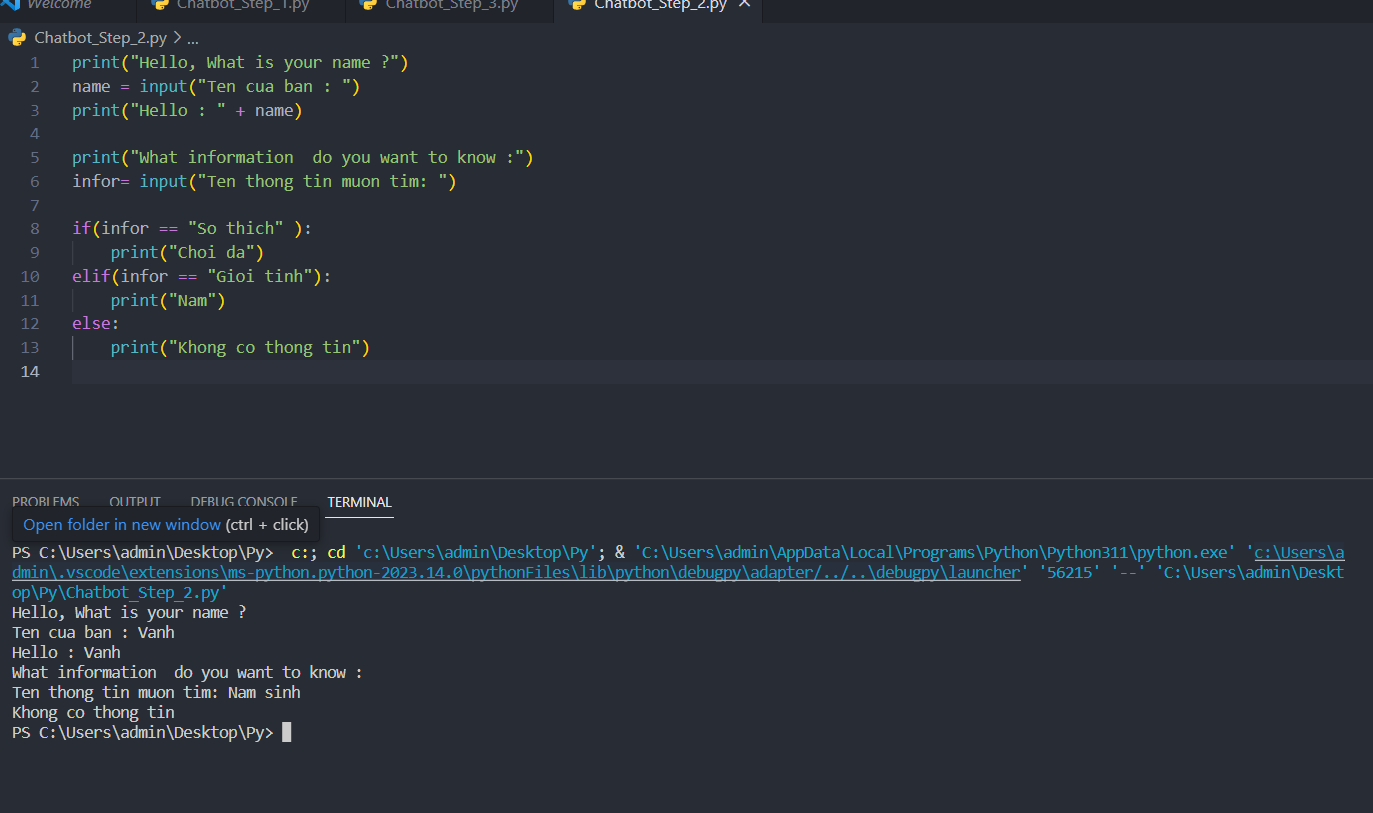 Welcome Chatbot_Step_1.py Chatbot_Step_3.py Chatbot_Step_2.py
Chatbot_Step_2.py > ...
1 print("Hello, What is your name ?")
2 name = input("Ten cua ban : ")
3 print("Hello : " + name)
4
5 print("What information  do you want to know :")
6 infor= input("Ten thong tin muon tim: ")
7
8 if(infor == "So thich" ):
9     print("Choi da")
10 elif(infor == "Gioi tinh"):
11     print("Nam")
12 else:
13     print("Khong co thong tin")
14
PROBLEMS OUTPUT DEBUG CONSOLE TERMINAL
Open folder in new window (ctrl + click)
PS C:\Users\admin\Desktop\Py>  c:; cd 'c:\Users\admin\Desktop\Py'; & 'C:\Users\admin\AppData\Local\Programs\Python\Python311\python.exe' 'c:\Users\a
dmin\.vscode\extensions\ms-python.python-2023.14.0\pythonFiles\lib\python\debugpy\adapter/../..\debugpy\launcher' '56215' '--' 'C:\Users\admin\Deskt
op\Py\Chatbot_Step_2.py'
Hello, What is your name ?
Ten cua ban : Vanh
Hello : Vanh
What information  do you want to know :
Ten thong tin muon tim: Nam sinh
Khong co thong tin
PS C:\Users\admin\Desktop\Py>